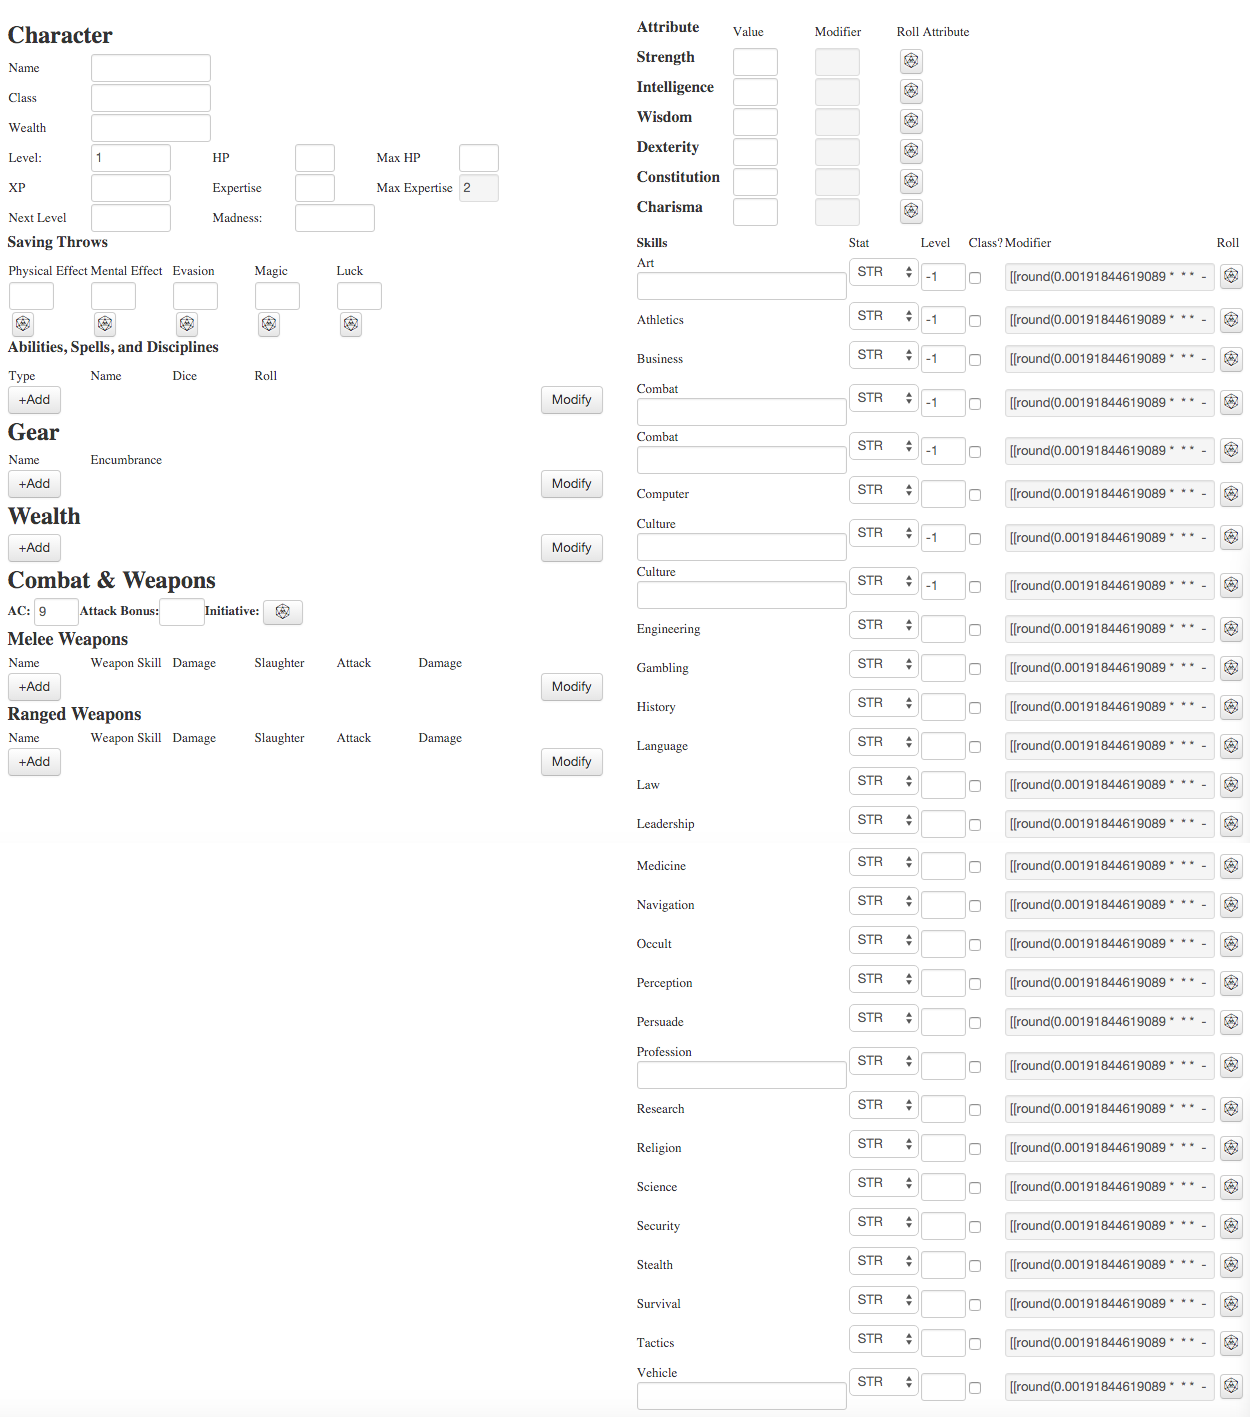 Character
Name
Class
Wealth
Level: 1 HP Max HP
XP Expertise Max Expertise 2
Next Level Madness:
Saving Throws
Physical Effect Mental Effect Evasion Magic Luck
Abilities, Spells, and Disciplines
Type Name Dice Roll
+Add Modify
Gear
Name Encumbrance
+Add Modify
Wealth
+Add Modify
Combat & Weapons
AC: 9 Attack Bonus: Initiative:
Melee Weapons
Name Weapon Skill Damage Slaughter Attack Damage
+Add Modify
Ranged Weapons
Name Weapon Skill Damage Slaughter Attack Damage
+Add Modify
Attribute Value Modifier Roll Attribute
Strength
Intelligence
Wisdom
Dexterity
Constitution
Charisma
Skills Stat Level Class? Modifier Roll
Art STR -1 [[round(0.00191844619089 * * * -
Athletics STR -1 [[round(0.00191844619089 * * * -
Business STR -1 [[round(0.00191844619089 * * * -
Combat STR -1 [[round(0.00191844619089 * * * -
Combat STR -1 [[round(0.00191844619089 * * * -
Computer STR [[round(0.00191844619089 * * * -
Culture STR -1 [[round(0.00191844619089 * * * -
Culture STR -1 [[round(0.00191844619089 * * * -
Engineering STR [[round(0.00191844619089 * * * -
Gambling STR [[round(0.00191844619089 * * * -
History STR [[round(0.00191844619089 * * * -
Language STR [[round(0.00191844619089 * * * -
Law STR [[round(0.00191844619089 * * * -
Leadership STR [[round(0.00191844619089 * * * -
Medicine STR [[round(0.00191844619089 * * * -
Navigation STR [[round(0.00191844619089 * * * -
Occult STR [[round(0.00191844619089 * * * -
Perception STR [[round(0.00191844619089 * * * -
Persuade STR [[round(0.00191844619089 * * * -
Profession STR [[round(0.00191844619089 * * * -
Research STR [[round(0.00191844619089 * * * -
Religion STR [[round(0.00191844619089 * * * -
Science STR [[round(0.00191844619089 * * * -
Security STR [[round(0.00191844619089 * * * -
Stealth STR [[round(0.00191844619089 * * * -
Survival STR [[round(0.00191844619089 * * * -
Tactics STR [[round(0.00191844619089 * * * -
Vehicle STR [[round(0.00191844619089 * * * -